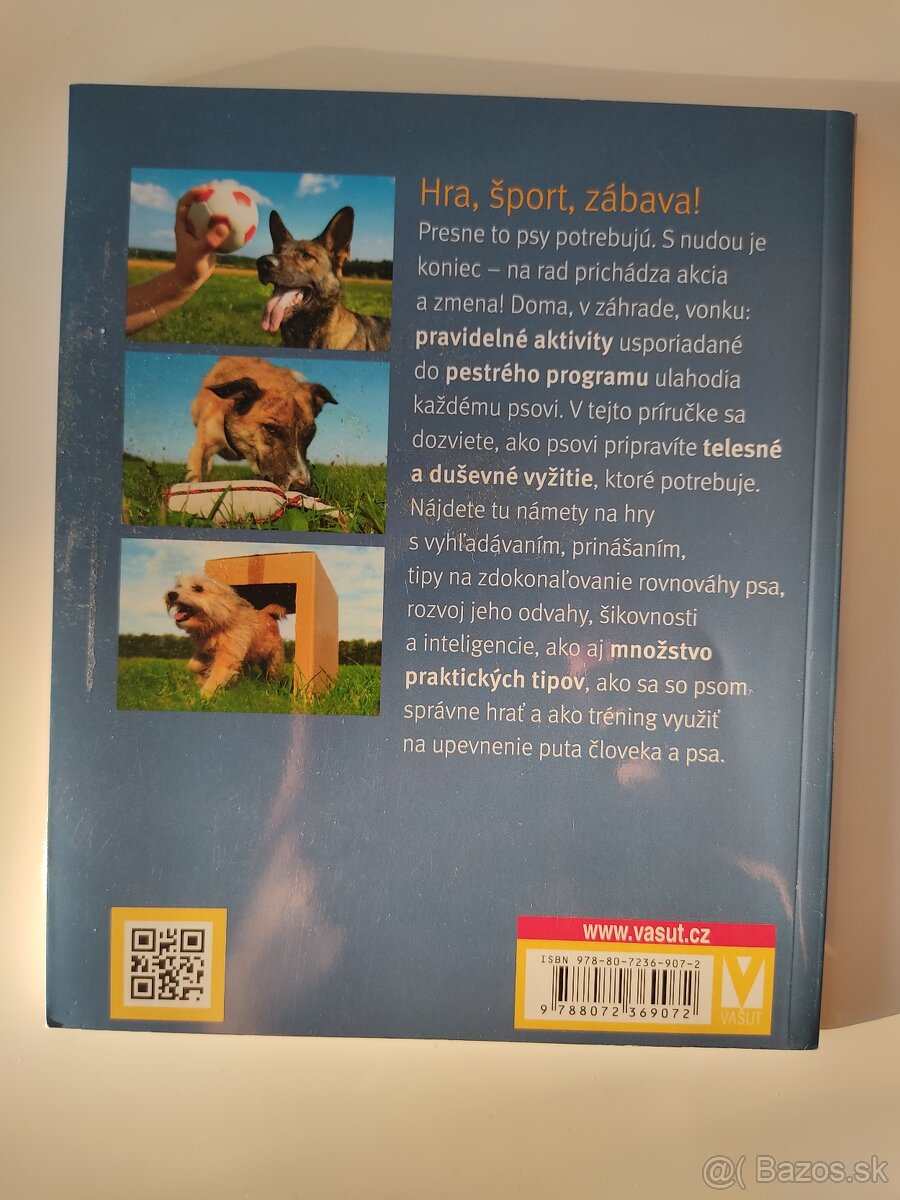 Hra, šport, zábava!
Presne to psy potrebujú. S nudou je
koniec – na rad prichádza akcia
a zmena! Doma, v záhrade, vonku:
pravidelné aktivity usporiadané
do pestrého programu ulahodia
každému psovi. V tejto príručke sa
dozviete, ako psovi pripravíte telesné
a duševné vyžitie, ktoré potrebuje.
Nájdete tu námety na hry
s vyhľadávaním, prinášaním,
tipy na zdokonaľovanie rovnováhy psa,
rozvoj jeho odvahy, šikovnosti
a inteligencie, ako aj množstvo
praktických tipov, ako sa so psom
správne hrať a ako tréning využiť
na upevnenie puta človeka a psa.
www.vasut.cz
ISBN 978-80-7236-907-2
9 788072 369072
VAŠUT
@( Bazos.sk